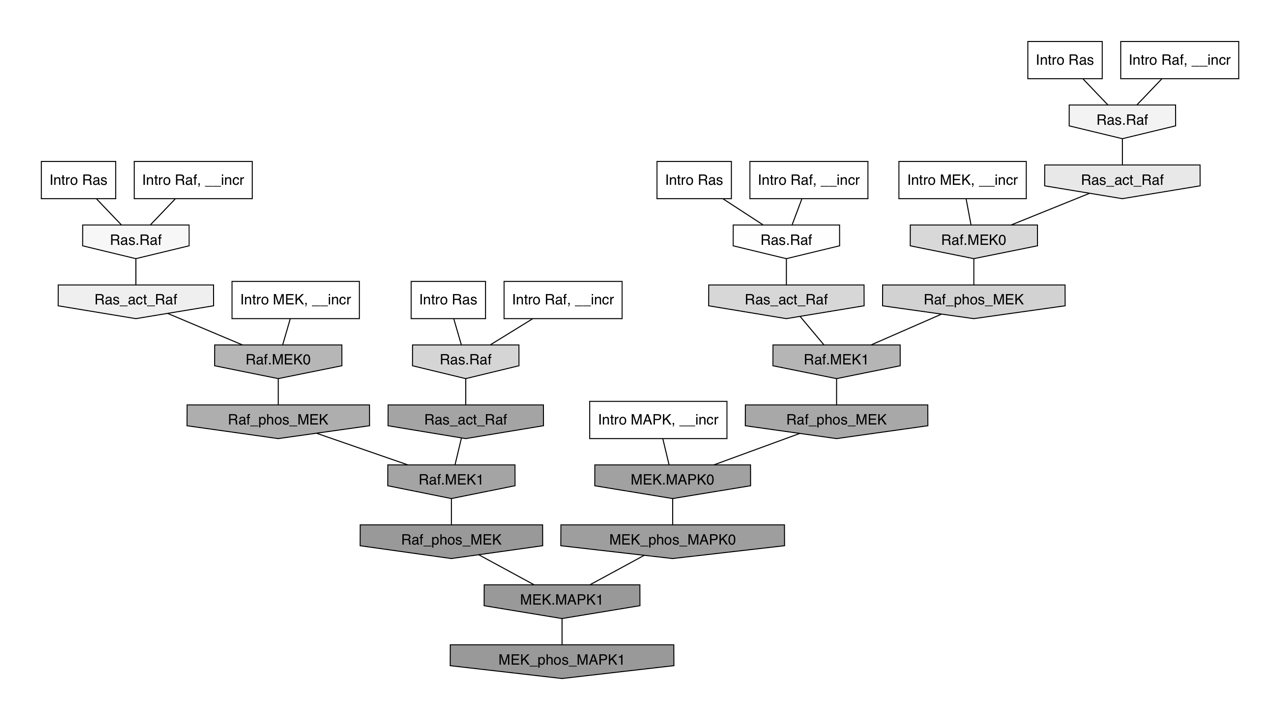 Intro Ras
Intro Raf, __incr
Ras.Raf
Intro Ras
Intro Raf, __incr
Intro Ras
Intro Raf, __incr
Intro MEK, __incr
Ras_act_Raf
Ras.Raf
Ras.Raf
Raf.MEK0
Ras_act_Raf
Intro MEK, __incr
Intro Ras
Intro Raf, __incr
Ras_act_Raf
Raf_phos_MEK
Raf.MEK0
Ras.Raf
Raf.MEK1
Raf_phos_MEK
Ras_act_Raf
Intro MAPK, __incr
Raf_phos_MEK
Raf.MEK1
MEK.MAPK0
Raf_phos_MEK
MEK_phos_MAPK0
MEK.MAPK1
MEK_phos_MAPK1